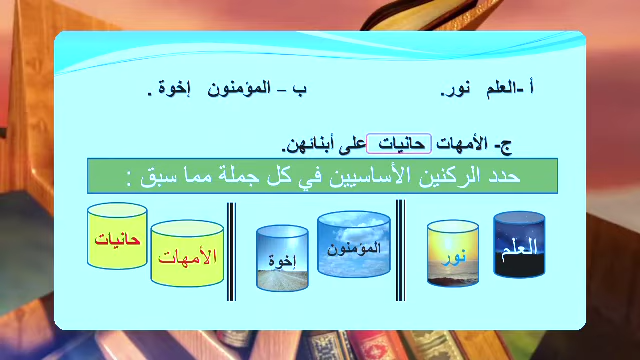 أ -العلم نور. ب – المؤمنون إخوة .
ج- الأمهات حانيات على أبنائهن.
حدد الركنين الأساسيين في كل جملة مما سبق :
العلم نور المؤمنون إخوة الأمهات حانيات